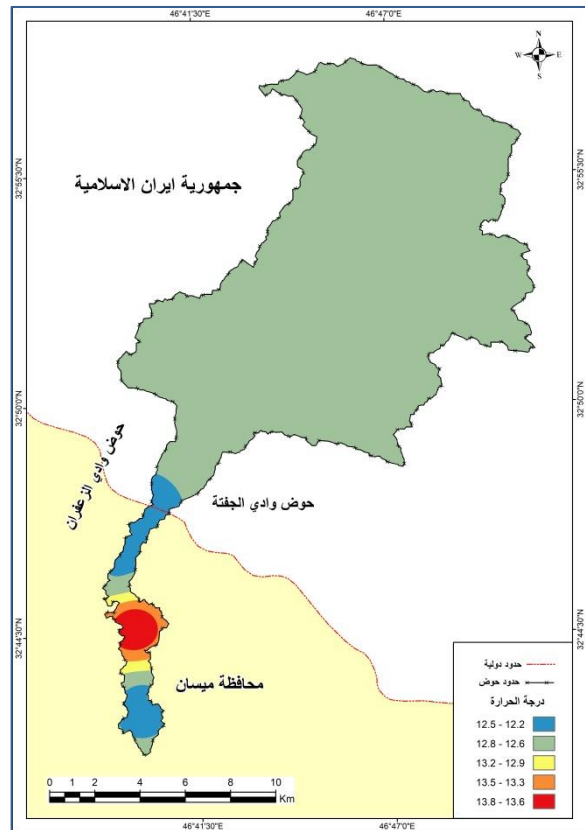 46°41'30"E
46°47'0"E
N
W E
S
32°55'30"N
32°55'30"N
جمهورية ايران الاسلامية
32°50'0"N
32°50'0"N
حوض وادي الزعفران
حوض وادي الجفتة
32°44'30"N
32°44'30"N
محافظة ميسان
حدود دولية
حدود حوض
درجة الحرارة
12.5 - 12.2
12.8 - 12.6
13.2 - 12.9
13.5 - 13.3
13.8 - 13.6
0 1 2 4 6 8 10
Km
46°41'30"E
46°47'0"E